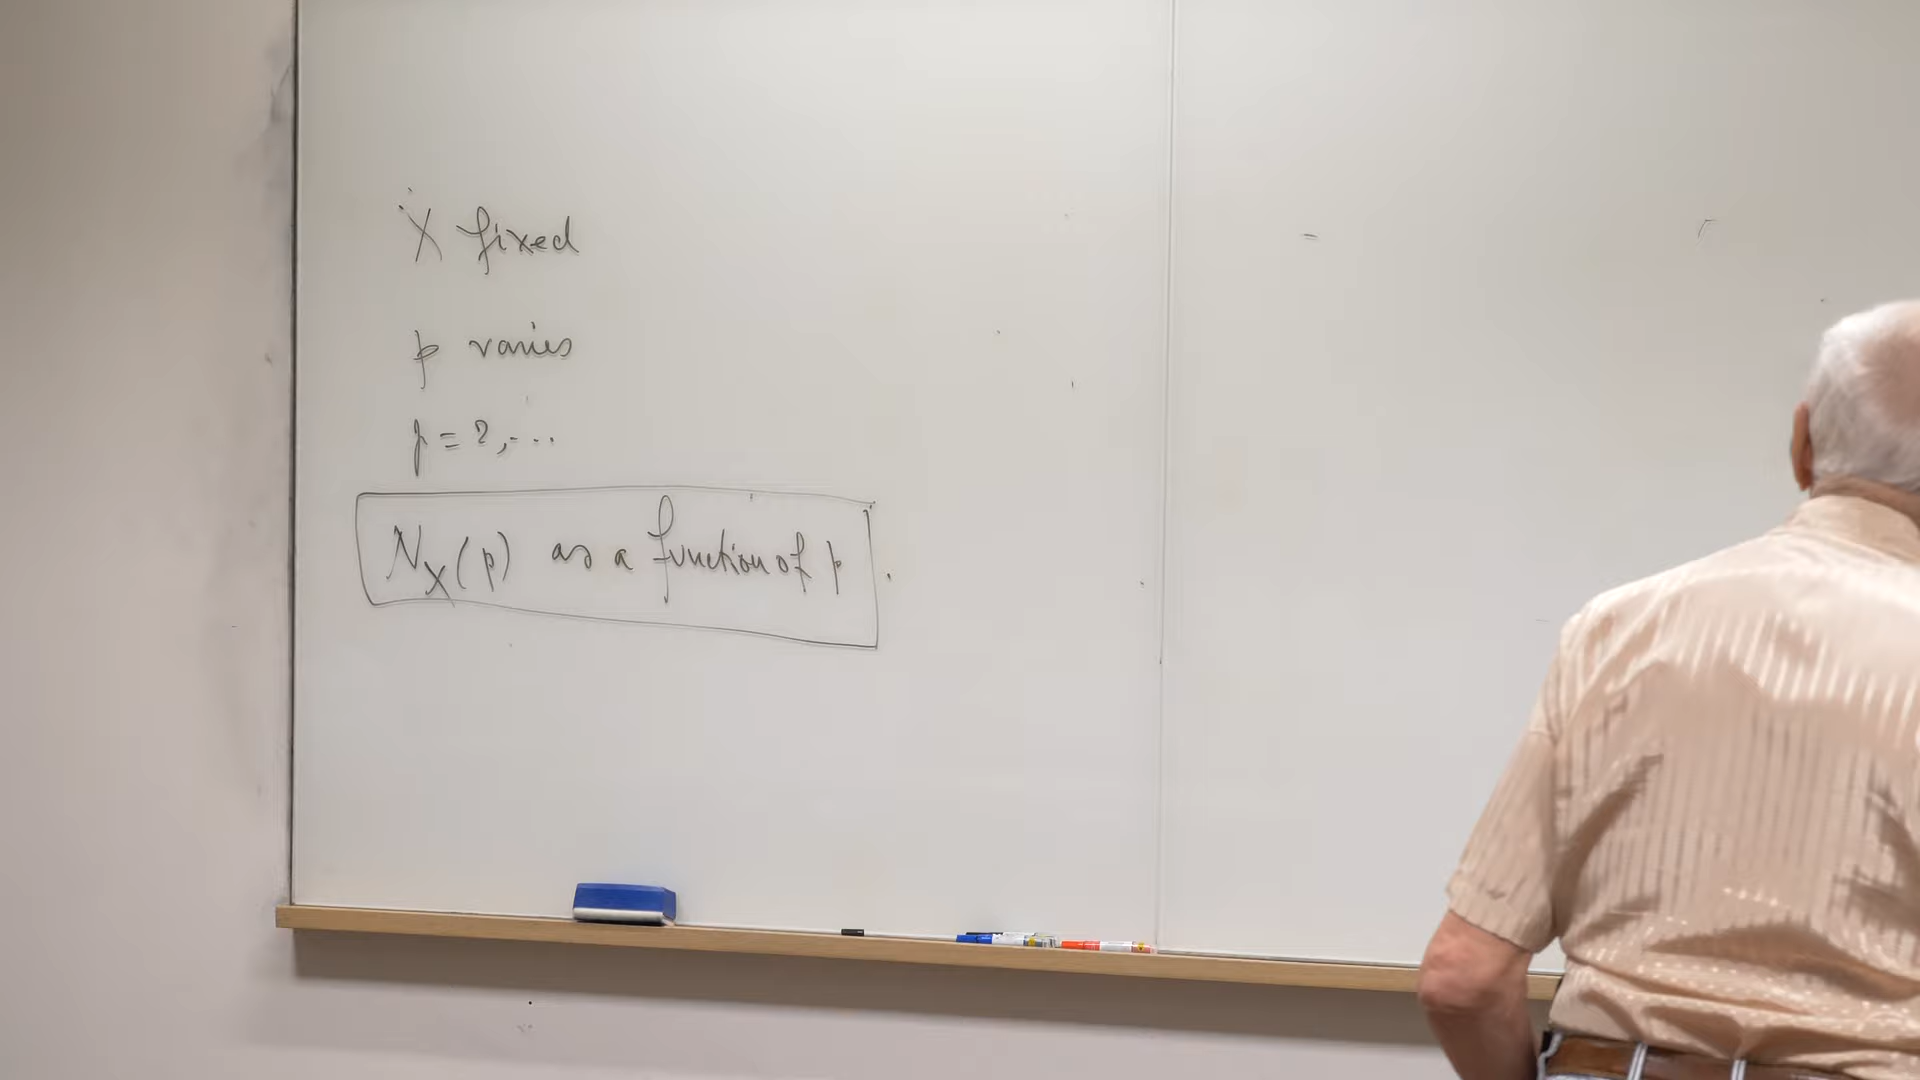 X fixed
p varies
p = 2, ...
N_X(p) as a function of p.